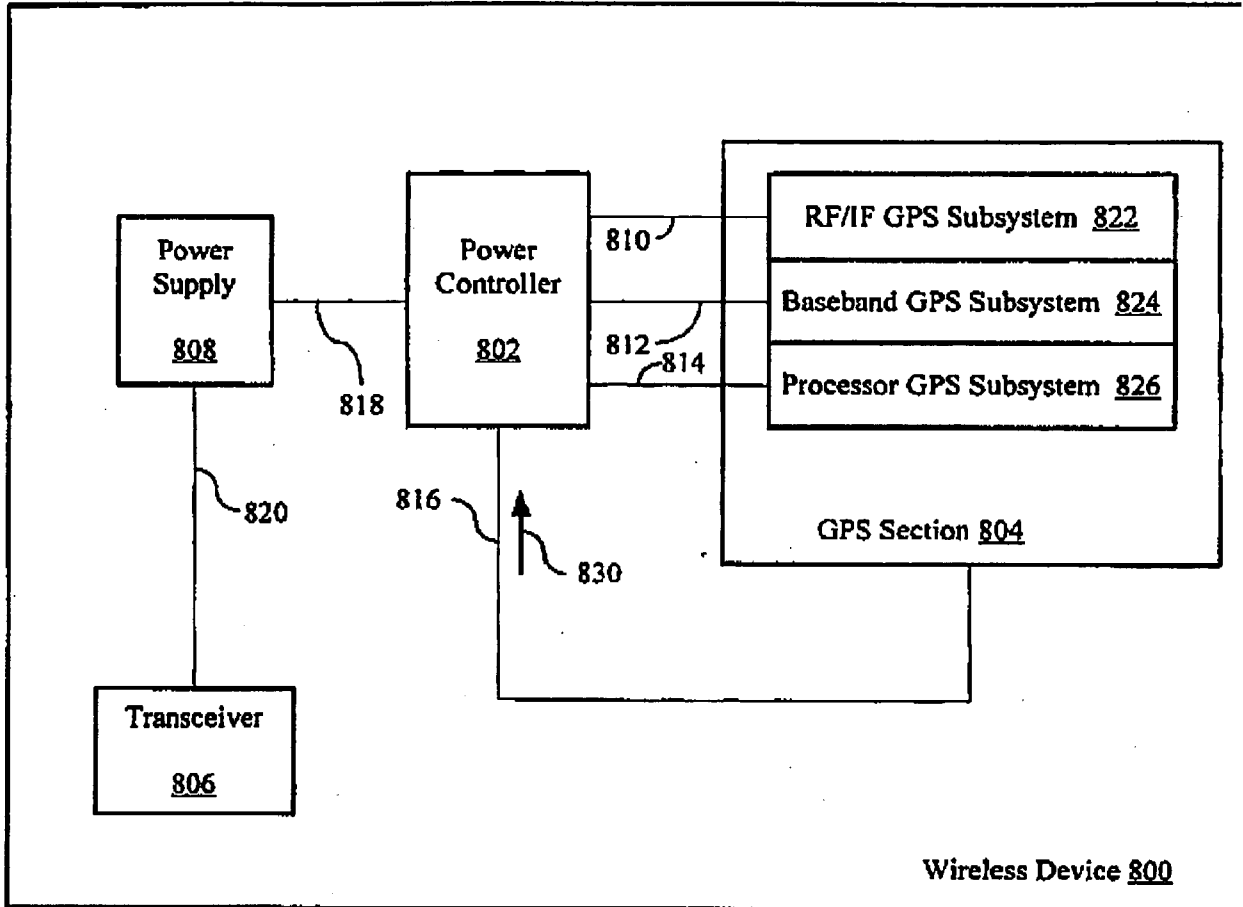 Power
Supply
808
818
Power
Controller
802
810
812
814
RF/IF GPS Subsystem 822
Baseband GPS Subsystem 824
Processor GPS Subsystem 826
GPS Section 804
816
830
820
Transceiver
806
Wireless Device 800